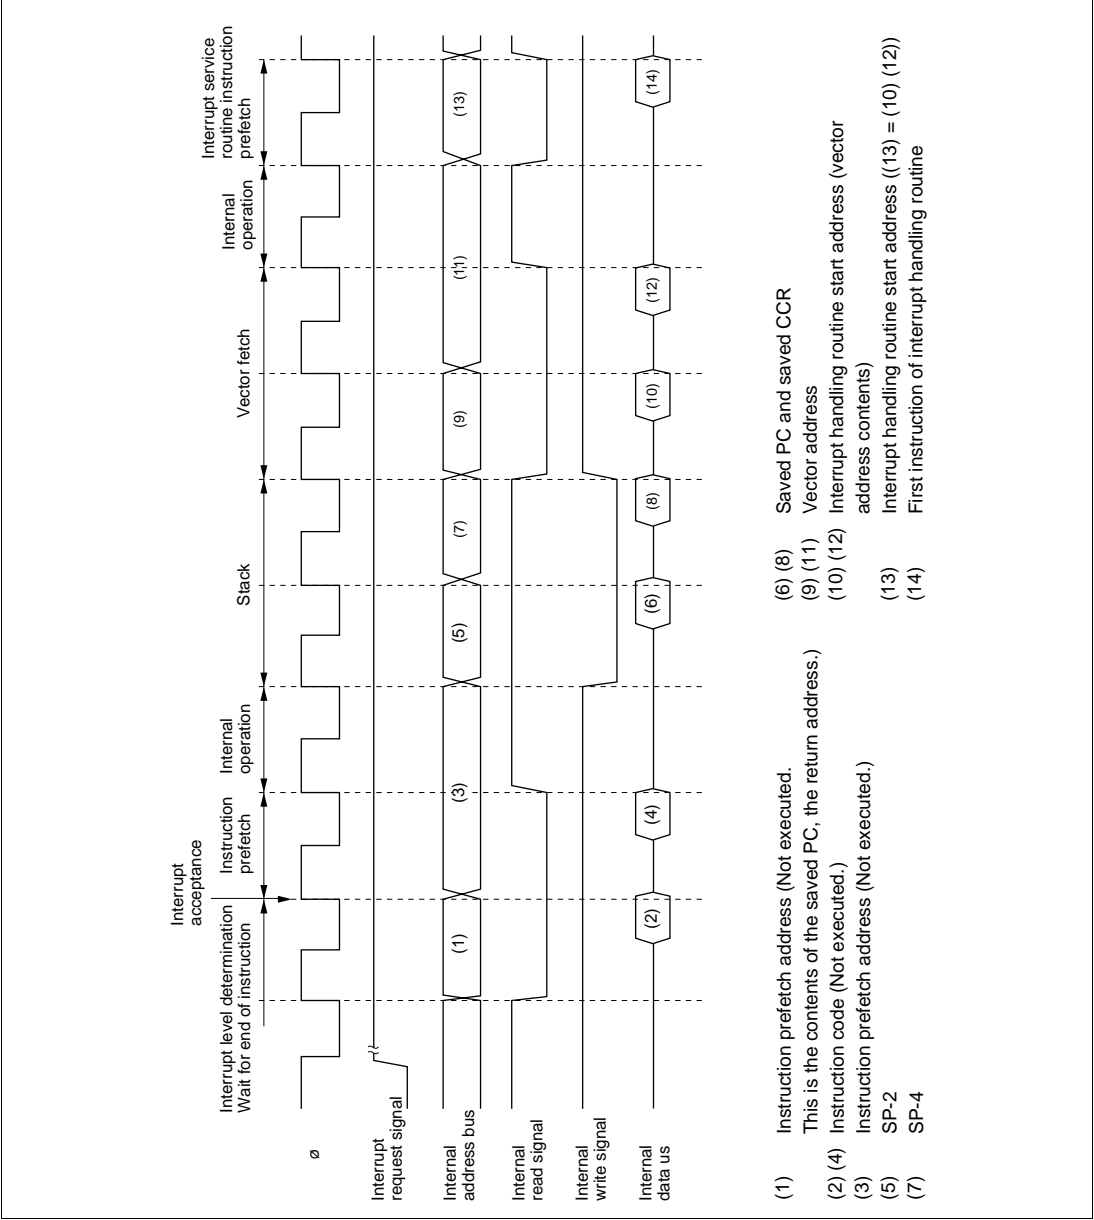 Interrupt
acceptance
Interrupt level determination
Wait for end of instruction
Instruction
prefetch
Internal
operation
Stack
Vector fetch
Internal
operation
Interrupt service
routine instruction
prefetch
ø
Interrupt
request signal
Internal
address bus
(1)
(3)
(5)
(7)
(9)
(11)
(13)
Internal
read signal
Internal
write signal
Internal
data us
(2)
(4)
(6)
(8)
(10)
(12)
(14)
(1) Instruction prefetch address (Not executed.
This is the contents of the saved PC, the return address.)
(2) (4) Instruction code (Not executed.)
(3) Instruction prefetch address (Not executed.)
(5) SP-2
(7) SP-4
(6) (8) Saved PC and saved CCR
(9) (11) Vector address
(10) (12) Interrupt handling routine start address (vector
address contents)
(13) Interrupt handling routine start address ((13) = (10) (12))
(14) First instruction of interrupt handling routine